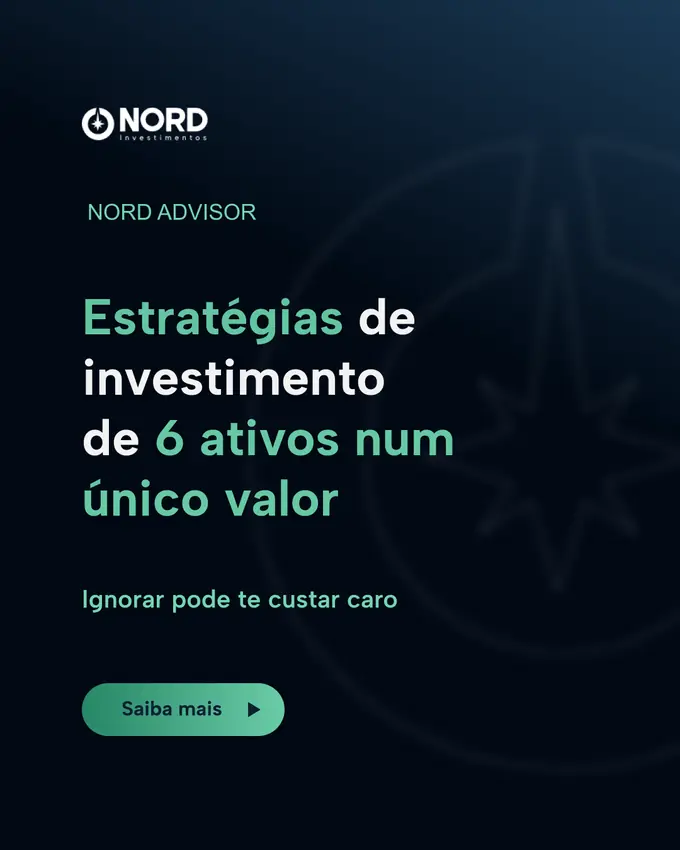 NORD
Investimentos
NORD ADVISOR
Estratégias de
investimento
de 6 ativos num
único valor
Ignorar pode te custar caro
Saiba mais